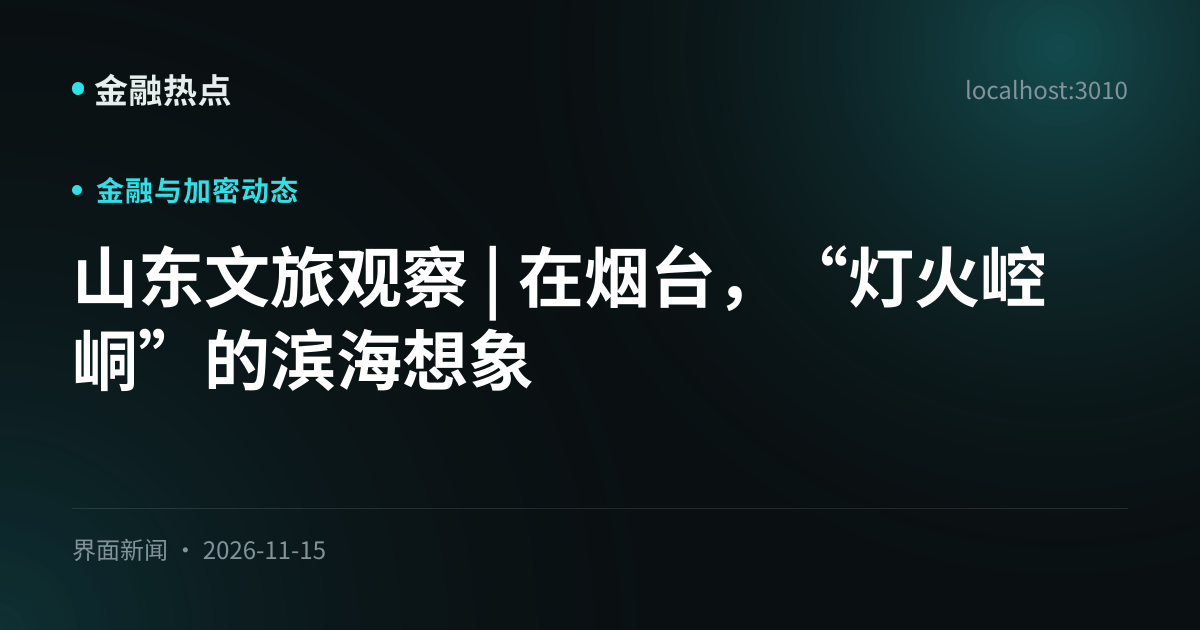 金融热点
localhost:3010
金融与加密动态
山东文旅观察 | 在烟台，“灯火崆
峒”的滨海想象
界面新闻 · 2026-11-15